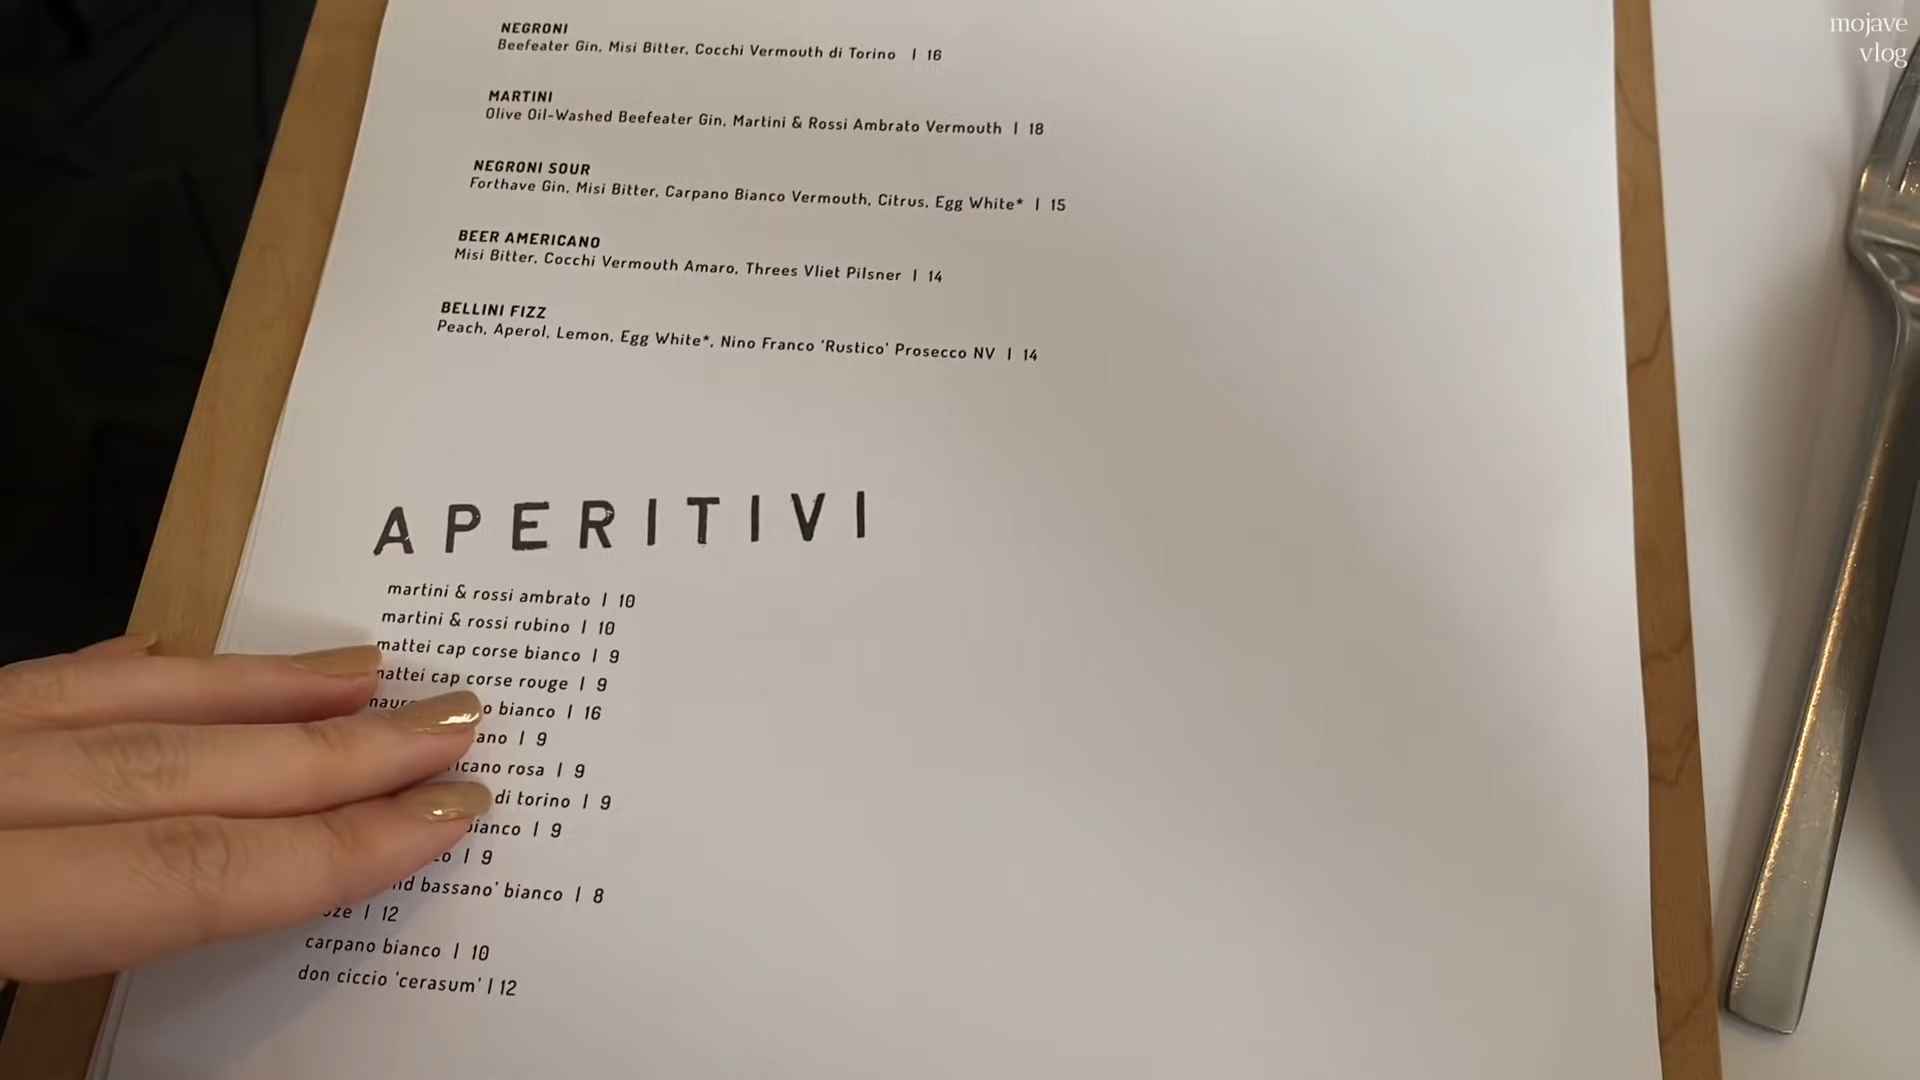 mojave
vlog
NEGRONI
Beefeater Gin, Misi Bitter, Cocchi Vermouth di Torino | 16
MARTINI
Olive Oil-Washed Beefeater Gin, Martini & Rossi Ambrato Vermouth | 18
NEGRONI SOUR
Forthave Gin, Misi Bitter, Carpano Bianco Vermouth, Citrus, Egg White* | 15
BEER AMERICANO
Misi Bitter, Cocchi Vermouth Amaro, Threes Vliet Pilsner | 14
BELLINI FIZZ
Peach, Aperol, Lemon, Egg White*, Nino Franco 'Rustico' Prosecco NV | 14
APERITIVI
martini & rossi ambrato | 10
martini & rossi rubino | 10
mattei cap corse bianco | 9
mattei cap corse rouge | 9
bianco | 16
| 9
rosa | 9
di torino | 9
bianco | 9
| 9
bassano' bianco | 8
| 12
carpano bianco | 10
don ciccio 'cerasum' | 12